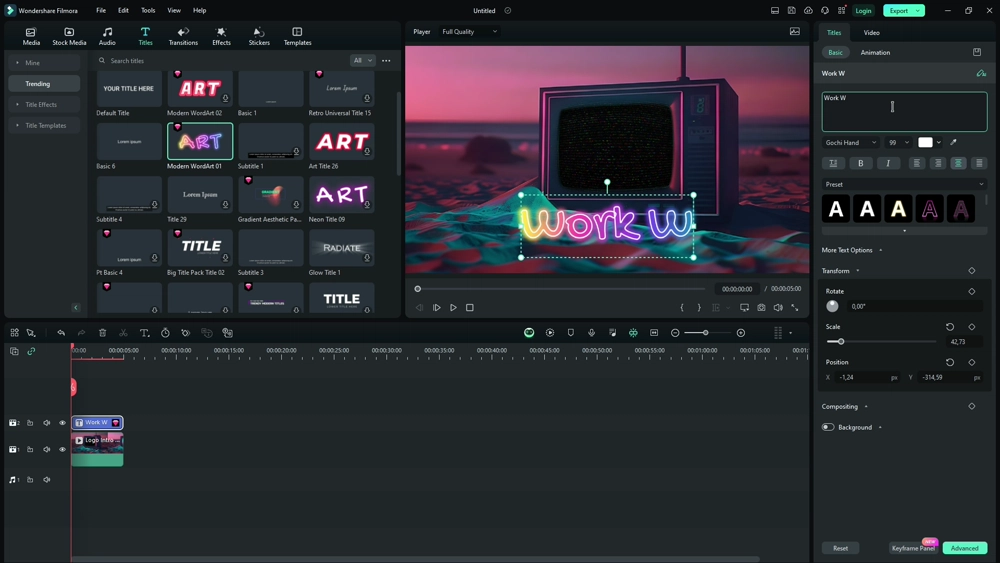 Wondershare Filmora
File
Edit
Titles
View
Help
Untitled
Login
Export
Media
Stock Media
Audio
Titles
Transitions
Effects
Stickers
Templates
Player
Full Quality
Mine
Trending
Title Effects
Title Templates
Search titles
All
YOUR TITLE HERE
ART
Lorem Ipsum
Default Title
Modern WordArt 02
Basic 1
Retro Universal Title 15
Lorem ipsum
ART
ART
Basic 6
Modern WordArt 01
Subtitle 1
Art Title 26
Lorem Ipsum
ART
Subtitle 4
Title 29
Gradient Aesthetic Pa...
Neon Title 09
Lorem ipsum
TITLE
RADIATE
Pt Basic 4
Big Title Pack Title 02
Subtitle 3
Glow Title 1
TITLE
Work W
00:00:00:00
/
00:00:05:00
Titles
Video
Basic
Animation
Work W
Work W
Gochi Hand
99
B
I
Preset
A
A
A
A
A
More Text Options
Transform
Rotate
0,00°
Scale
42,73
Position
X
-1,24
px
Y
-314,59
px
Compositing
Background
Reset
Keyframe Panel
NEW
Advanced
00:00
00:00:05:00
00:00:10:00
00:00:15:00
00:00:20:00
00:00:25:00
00:00:30:00
00:00:35:00
00:00:40:00
00:00:45:00
00:00:50:00
00:00:55:00
00:01:00:00
00:01:05:00
2
Work W
1
Logo Intro ...
1